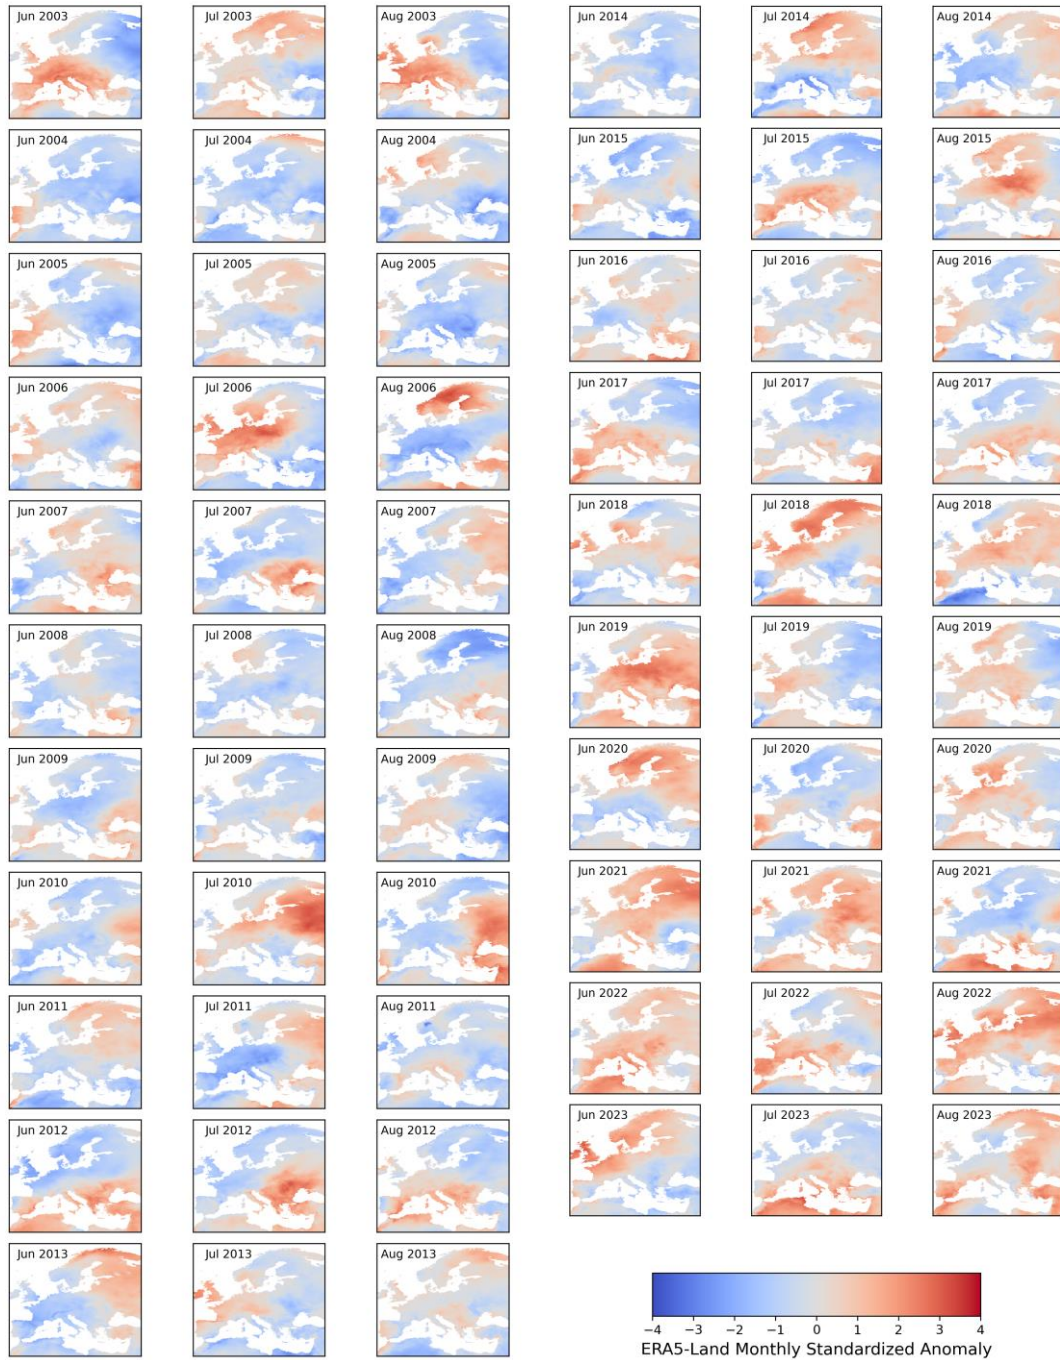 Jun 2003
Jul 2003
Aug 2003
Jun 2004
Jul 2004
Aug 2004
Jun 2005
Jul 2005
Aug 2005
Jun 2006
Jul 2006
Aug 2006
Jun 2007
Jul 2007
Aug 2007
Jun 2008
Jul 2008
Aug 2008
Jun 2009
Jul 2009
Aug 2009
Jun 2010
Jul 2010
Aug 2010
Jun 2011
Jul 2011
Aug 2011
Jun 2012
Jul 2012
Aug 2012
Jun 2013
Jul 2013
Aug 2013
Jun 2014
Jul 2014
Aug 2014
Jun 2015
Jul 2015
Aug 2015
Jun 2016
Jul 2016
Aug 2016
Jun 2017
Jul 2017
Aug 2017
Jun 2018
Jul 2018
Aug 2018
Jun 2019
Jul 2019
Aug 2019
Jun 2020
Jul 2020
Aug 2020
Jun 2021
Jul 2021
Aug 2021
Jun 2022
Jul 2022
Aug 2022
Jun 2023
Jul 2023
Aug 2023
−4 −3 −2 −1 0 1 2 3 4
ERA5-Land Monthly Standardized Anomaly